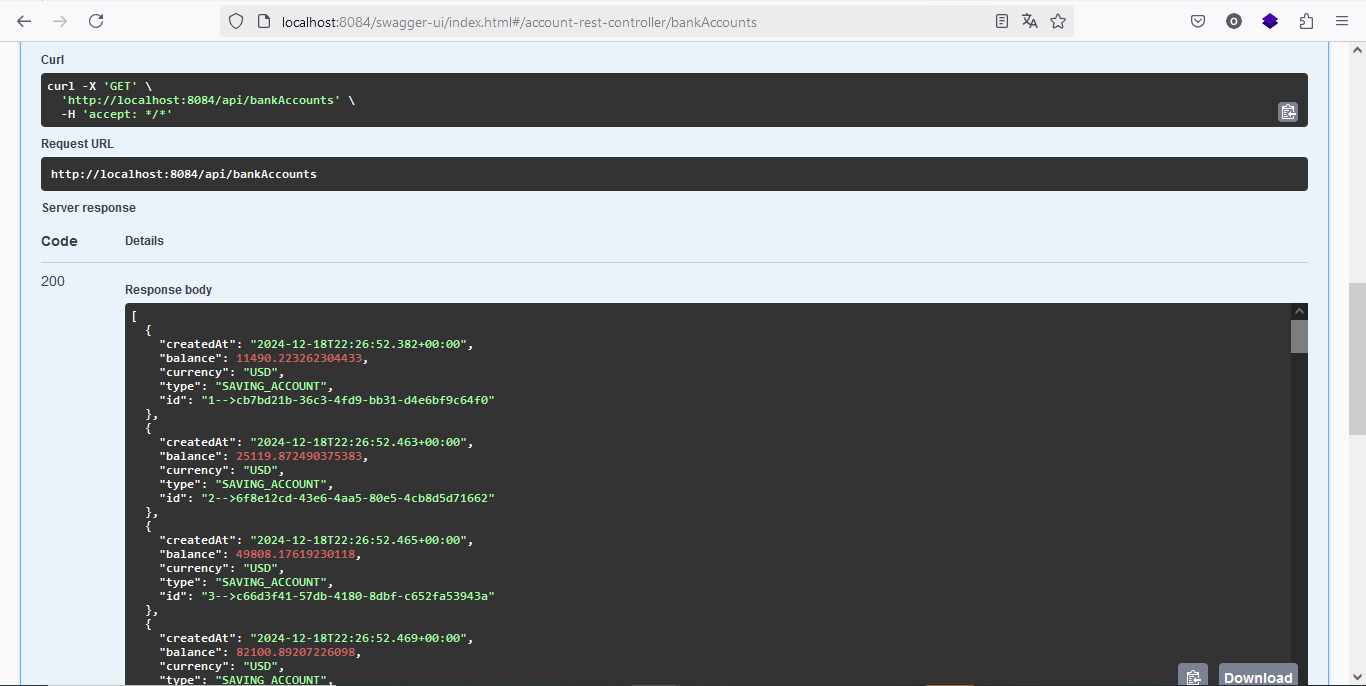 localhost:8084/swagger-ui/index.html#/account-rest-controller/bankAccounts
Curl
curl -X 'GET' \
  'http://localhost:8084/api/bankAccounts' \
  -H 'accept: */*'
Request URL
http://localhost:8084/api/bankAccounts
Server response
Code Details
200
Response body
[
  {
    "createdAt": "2024-12-18T22:26:52.382+00:00",
    "balance": 11490.223262304433,
    "currency": "USD",
    "type": "SAVING_ACCOUNT",
    "id": "1-->cb7bd21b-36c3-4fd9-bb31-d4e6bf9c64f0"
  },
  {
    "createdAt": "2024-12-18T22:26:52.463+00:00",
    "balance": 25119.872490375383,
    "currency": "USD",
    "type": "SAVING_ACCOUNT",
    "id": "2-->6f8e12cd-43e6-4aa5-80e5-4cb8d5d71662"
  },
  {
    "createdAt": "2024-12-18T22:26:52.465+00:00",
    "balance": 49808.17619230118,
    "currency": "USD",
    "type": "SAVING_ACCOUNT",
    "id": "3-->c66d3f41-57db-4180-8dbf-c652fa53943a"
  },
  {
    "createdAt": "2024-12-18T22:26:52.469+00:00",
    "balance": 82100.89207226098,
    "currency": "USD",
    "type": "SAVING_ACCOUNT",
Download